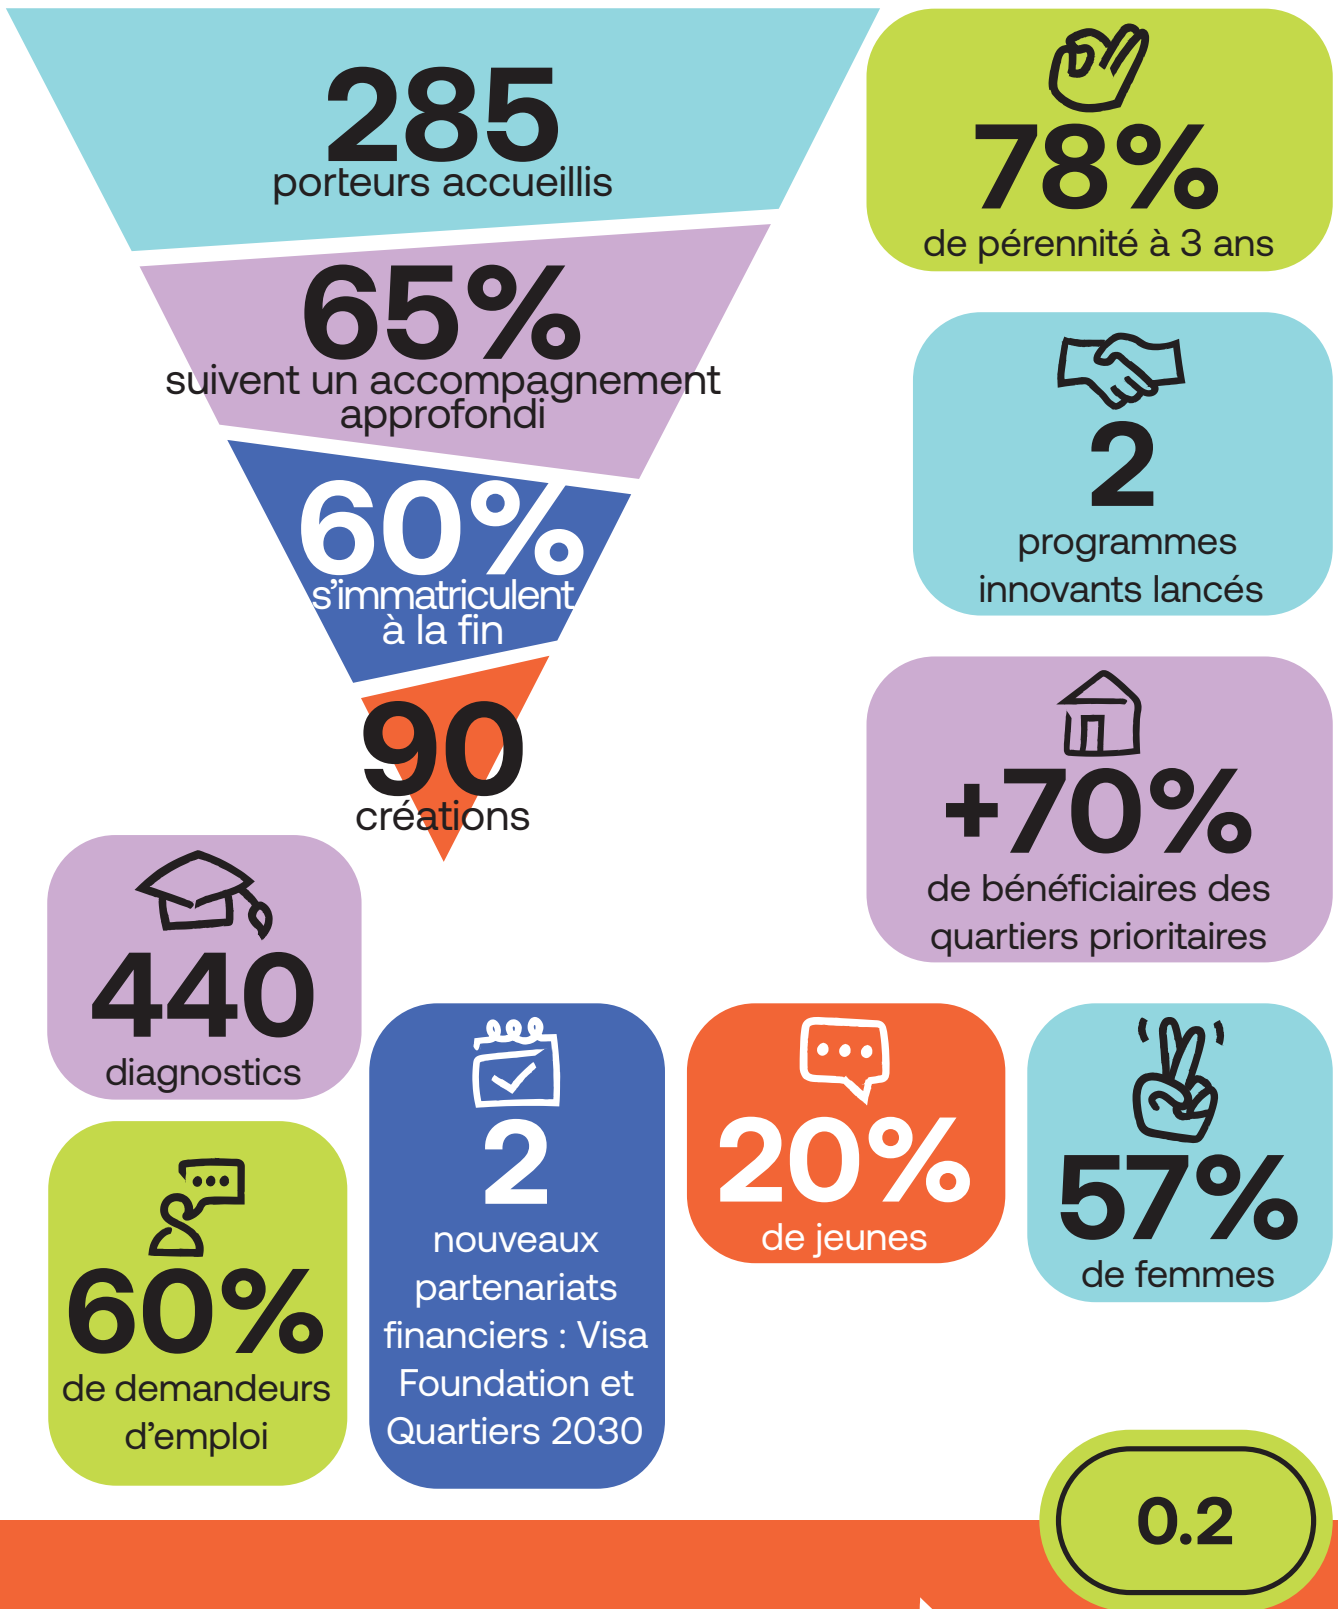 285
porteurs accueillis
65%
suivent un accompagnement
approfondi
60%
s’immatriculent
à la fin
90
créations
78%
de pérennité à 3 ans
2
programmes
innovants lancés
+70%
de bénéficiaires des
quartiers prioritaires
440
diagnostics
60%
de demandeurs
d’emploi
2
nouveaux
partenariats
financiers : Visa
Foundation et
Quartiers 2030
20%
de jeunes
57%
de femmes
0.2